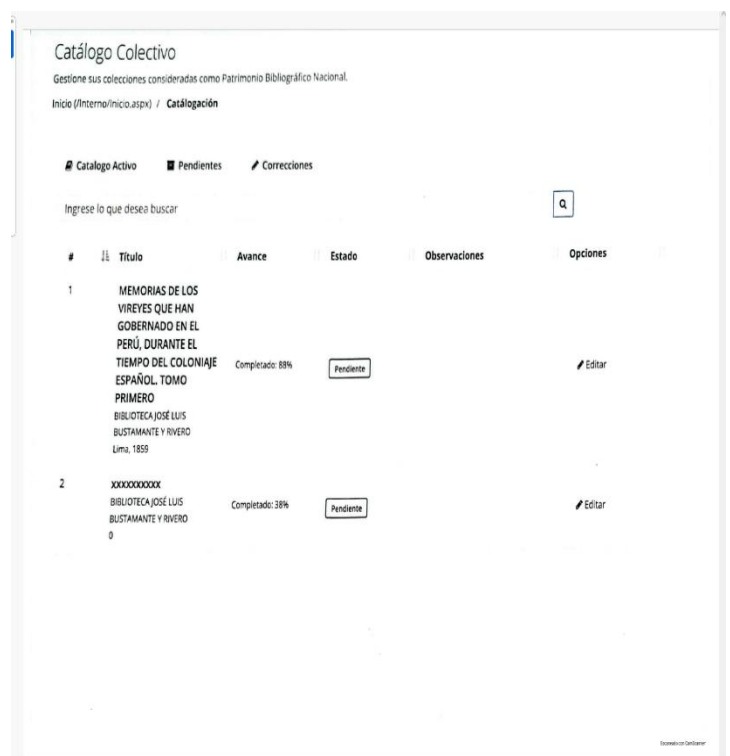 Catálogo Colectivo
Gestione sus colecciones consideradas como Patrimonio Bibliográfico Nacional.
Inicio (/Interno/Inicio.aspx) / Catálogación
Catalogo Activo Pendientes Correcciones
Ingrese lo que desea buscar
# Título Avance Estado Observaciones Opciones
1 MEMORIAS DE LOS
VIREYES QUE HAN
GOBERNADO EN EL
PERÚ, DURANTE EL
TIEMPO DEL COLONIAJE Completado: 88% Pendiente Editar
ESPAÑOL. TOMO
PRIMERO
BIBLIOTECA JOSÉ LUIS
BUSTAMANTE Y RIVERO
Lima, 1859
2 xxxxxxxxxx
BIBLIOTECA JOSÉ LUIS Completado: 38% Pendiente Editar
BUSTAMANTE Y RIVERO
0
Escaneado con CamScanner